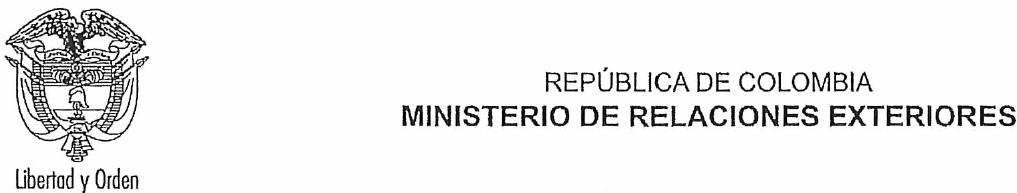 REPÚBLICA DE COLOMBIA
MINISTERIO DE RELACIONES EXTERIORES
Libertad y Orden